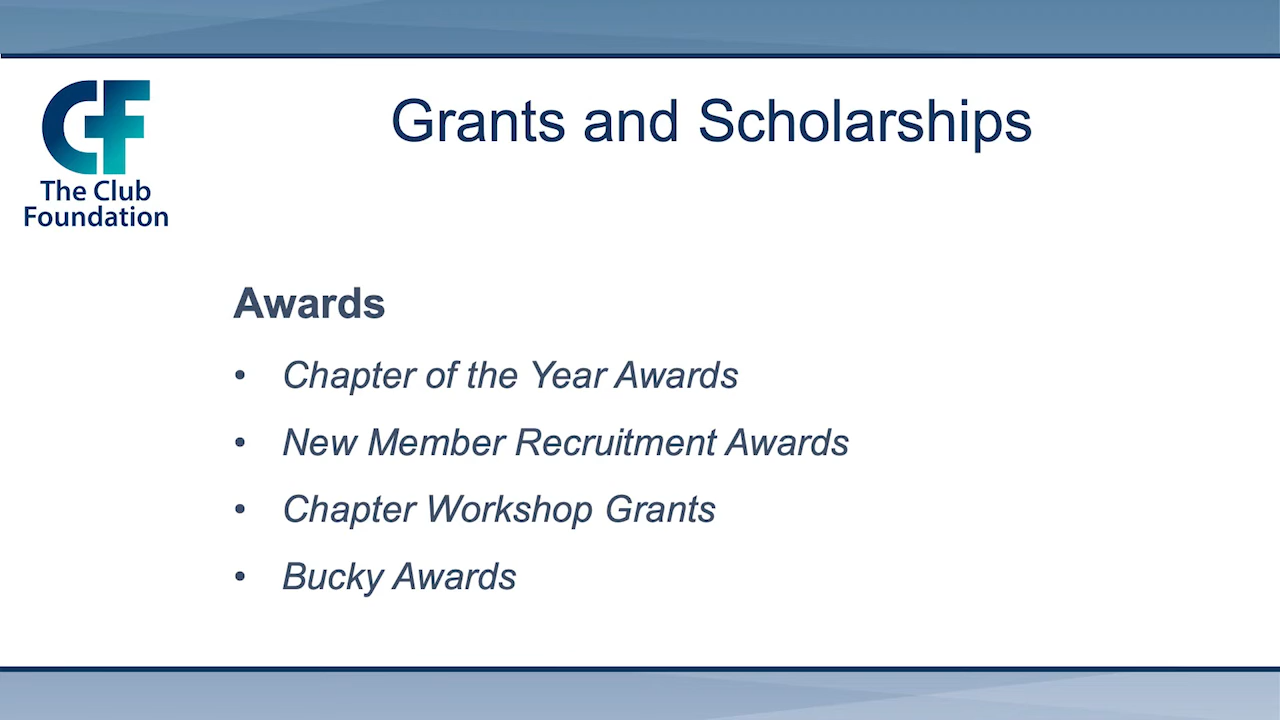 CF
The Club
Foundation
Grants and Scholarships
Awards
• Chapter of the Year Awards
• New Member Recruitment Awards
• Chapter Workshop Grants
• Bucky Awards